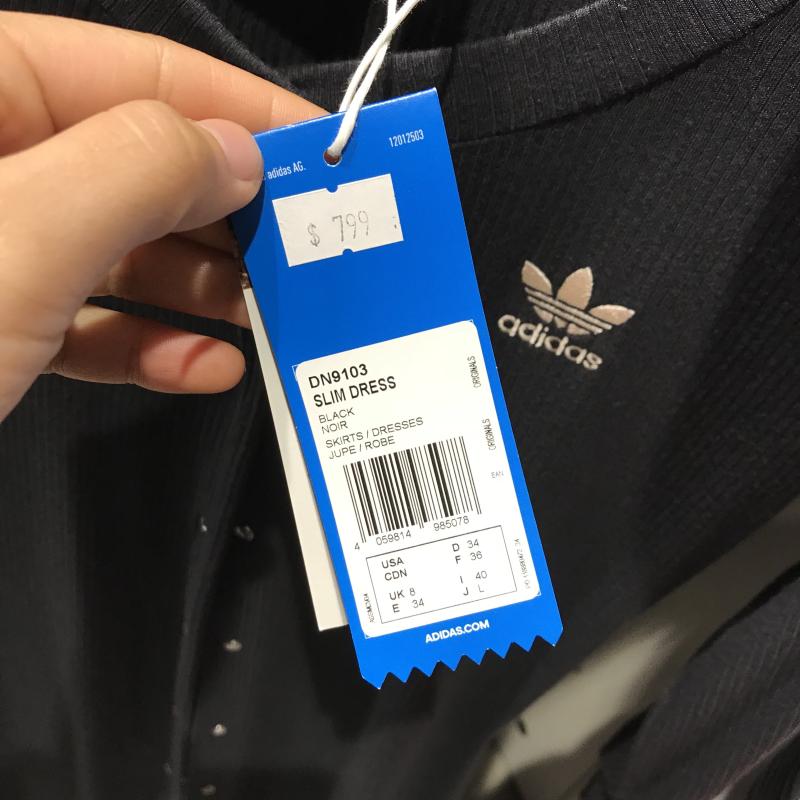 adidas AG.
12012503
$ 799
adidas
DN9103
SLIM DRESS
BLACK
NOIR
SKIRTS / DRESSES
JUPE / ROBE
ORIGINALS
ORIGINALS
EAN
4 059814 985078
USA
CDN
UK 8
E 34
D 34
F 36
I 40
J L
ADIDAS.COM